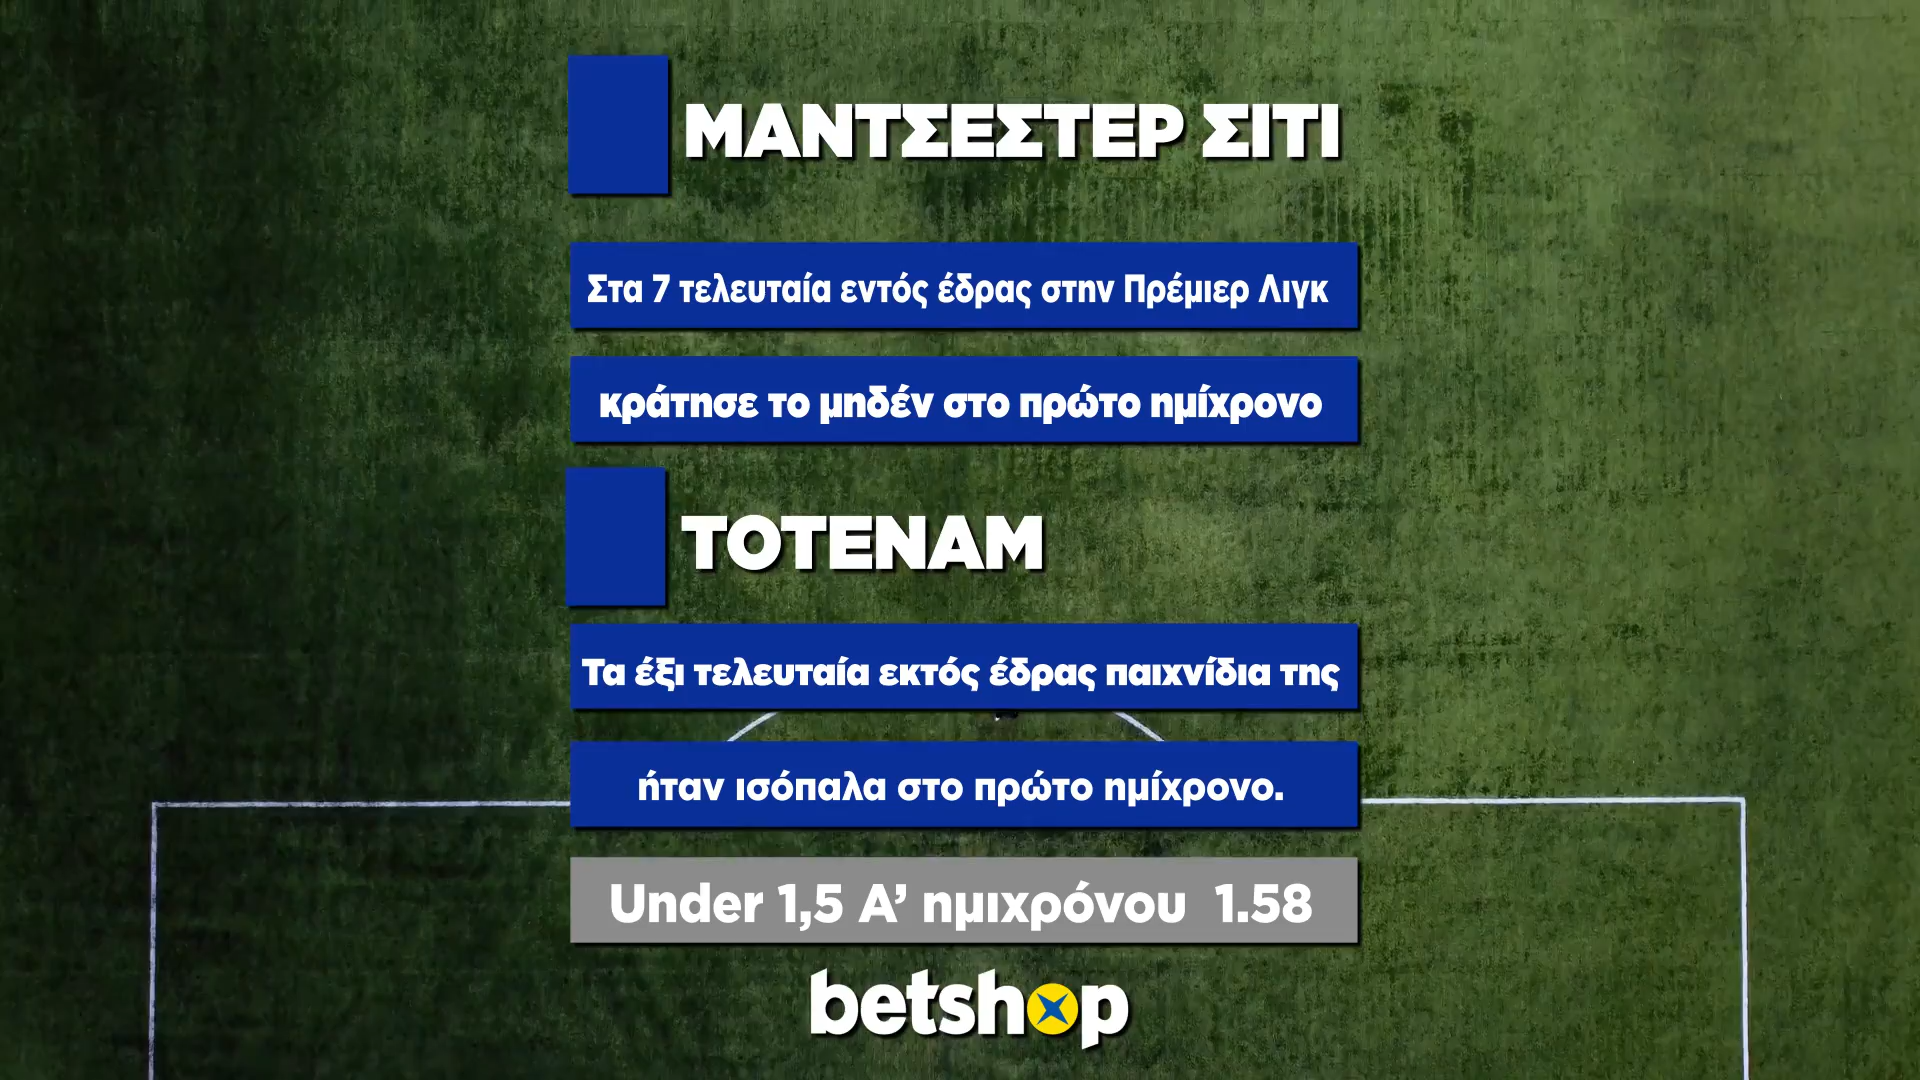 ΜΑΝΤΣΕΣΤΕΡ ΣΙΤΙ
Στα 7 τελευταία εντός έδρας στην Πρέμιερ Λιγκ
κράτησε το μηδέν στο πρώτο ημίχρονο
ΤΟΤΕΝΑΜ
Τα έξι τελευταία εκτός έδρας παιχνίδια της
ήταν ισόπαλα στο πρώτο ημίχρονο.
Under 1,5 Α’ ημιχρόνου 1.58
betshop